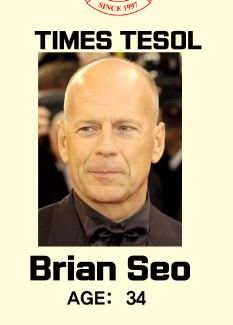 SINCE 1997
TIMES TESOL
Brian Seo
AGE: 34